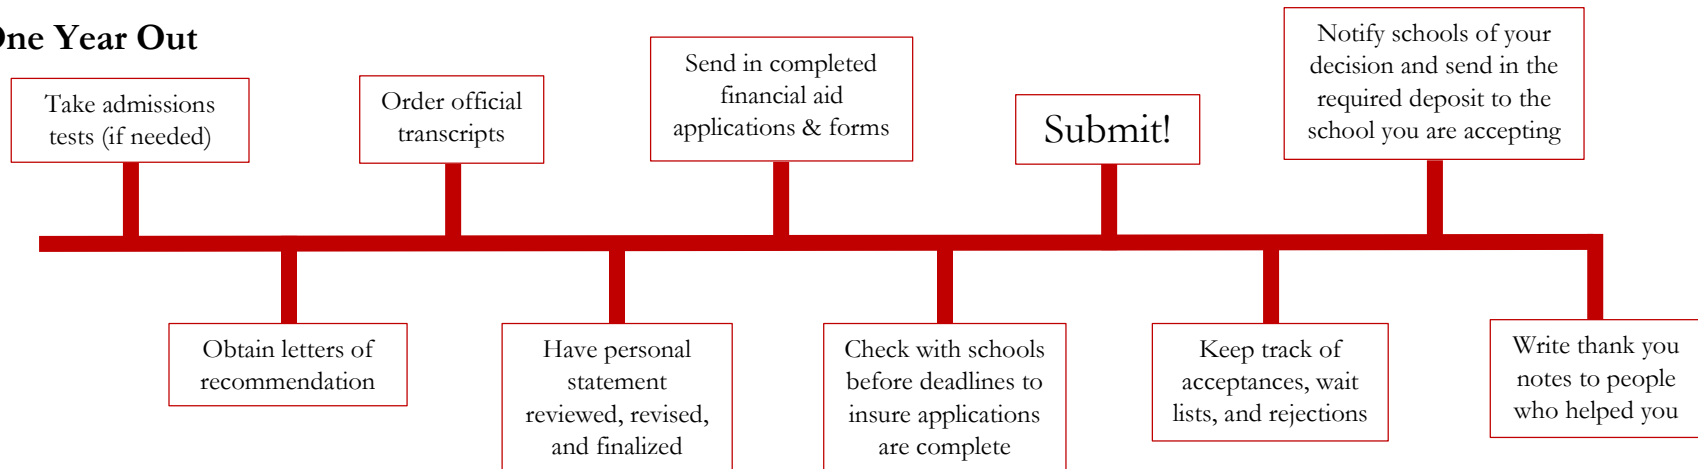 One Year Out
Take admissions
tests (if needed)
Obtain letters of
recommendation
Order official
transcripts
Have personal
statement
reviewed, revised,
and finalized
Send in completed
financial aid
applications & forms
Check with schools
before deadlines to
insure applications
are complete
Submit!
Keep track of
acceptances, wait
lists, and rejections
Notify schools of your
decision and send in the
required deposit to the
school you are accepting
Write thank you
notes to people
who helped you